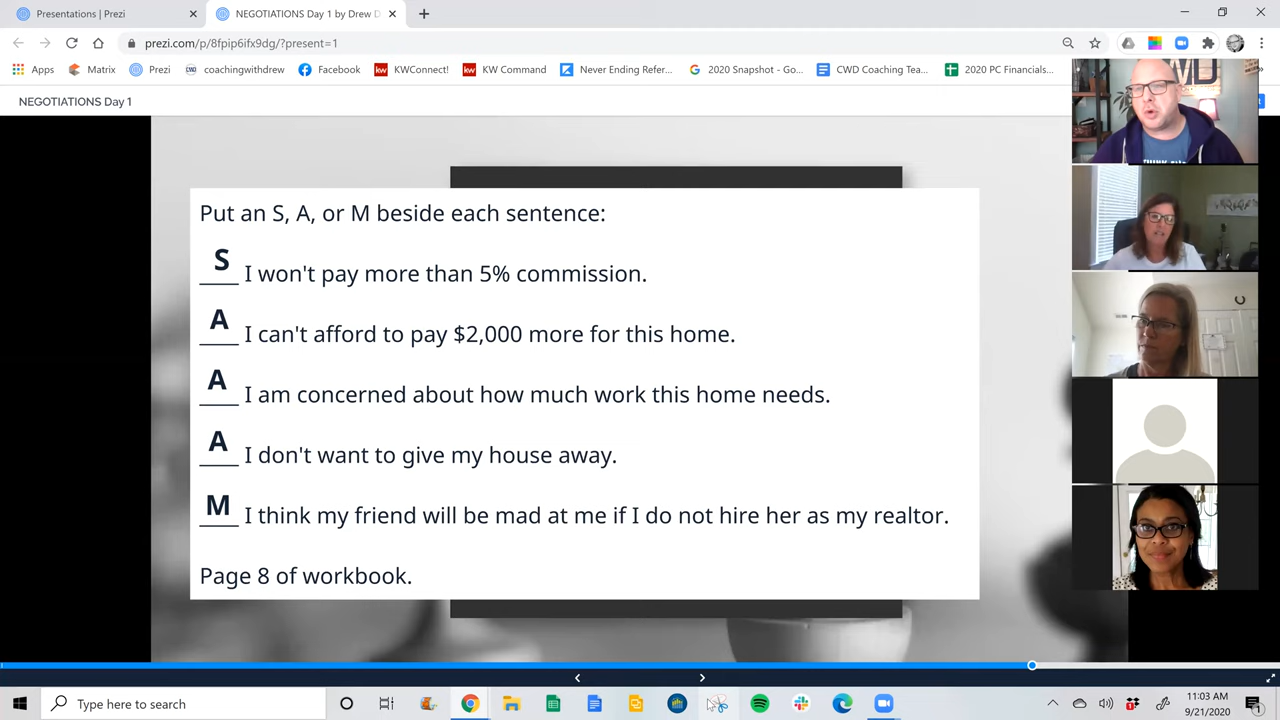 Presentations | Prezi
NEGOTIATIONS Day 1 by Drew D
prezi.com/p/8fpip6ifx9dg/?present=1
Apps
Matrix
Prezi
coachingwithdrew
Facebook
KWConnect!
KW Command
Never Ending Refer...
2020 Snapshot - Go...
CWD Coaching Tea...
2020 PC Financials...
NEGOTIATIONS Day 1
Put an S, A, or M beside each sentence:
S I won't pay more than 5% commission.
A I can't afford to pay $2,000 more for this home.
A I am concerned about how much work this home needs.
A I don't want to give my house away.
M I think my friend will be mad at me if I do not hire her as my realtor.
Page 8 of workbook.
Type here to search
11:03 AM
9/21/2020